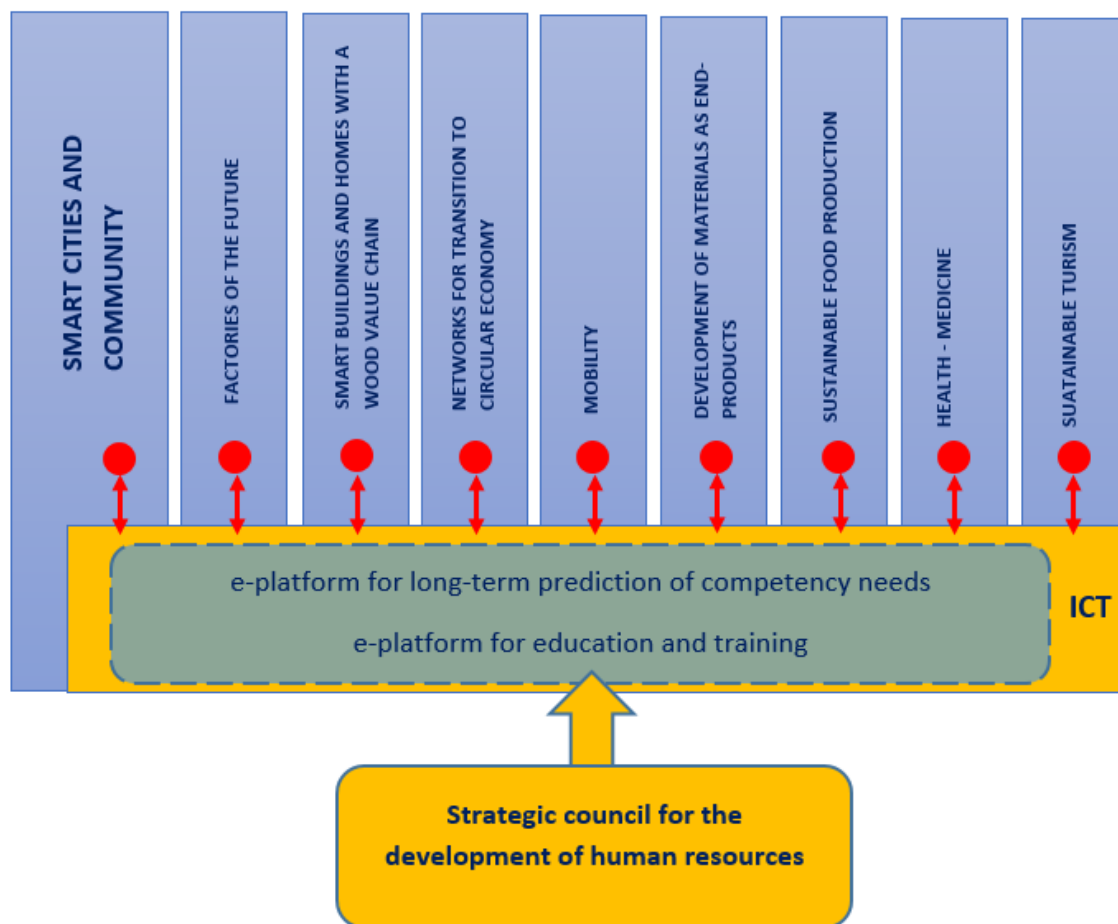 SMART CITIES AND
COMMUNITY
FACTORIES OF THE FUTURE
SMART BUILDINGS AND HOMES WITH A
WOOD VALUE CHAIN
NETWORKS FOR TRANSITION TO
CIRCULAR ECONOMY
MOBILITY
DEVELOPMENT OF MATERIALS AS END-
PRODUCTS
SUSTAINABLE FOOD PRODUCTION
HEALTH - MEDICINE
SUATAINABLE TURISM
e-platform for long-term prediction of competency needs
e-platform for education and training
ICT
Strategic council for the
development of human resources